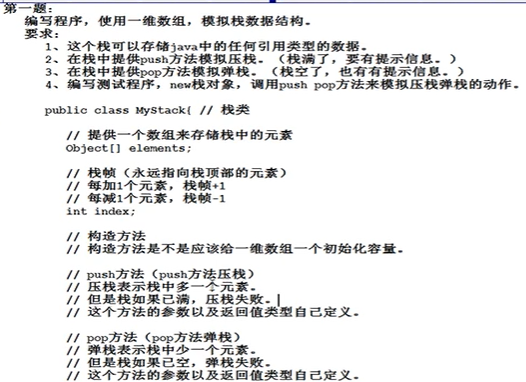 第一题:
编写程序，使用一维数组，模拟栈数据结构。
要求:
1、这个栈可以存储java中的任何引用类型的数据。
2、在栈中提供push方法模拟压栈。（栈满了，要有提示信息。）
3、在栈中提供pop方法模拟弹栈。（栈空了，也有有提示信息。）
4、编写测试程序，new栈对象，调用push pop方法来模拟压栈弹栈的动作。
public class MyStack{ // 栈类
// 提供一个数组来存储栈中的元素
Object[] elements;
// 栈帧（永远指向栈顶部的元素）
// 每加1个元素，栈帧+1
// 每减1个元素，栈帧-1
int index;
// 构造方法
// 构造方法是不是应该给一维数组一个初始化容量。
// push方法（push方法压栈）
// 压栈表示栈中多一个元素。
// 但是栈如果已满，压栈失败。
// 这个方法的参数以及返回值类型自己定义。
// pop方法（pop方法弹栈）
// 弹栈表示栈中少一个元素。
// 但是栈如果已空，弹栈失败。
// 这个方法的参数以及返回值类型自己定义。